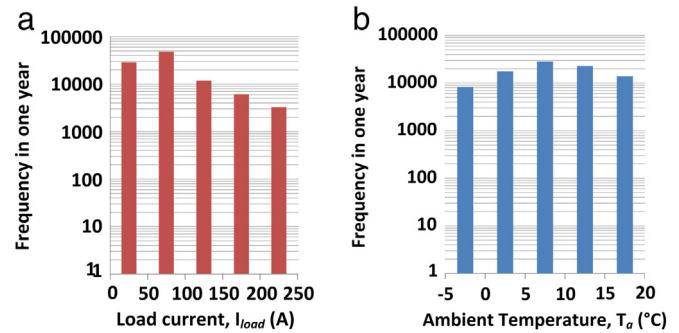 a
100000
10000
1000
100
10
1
0 50 100 150 200 250
Load current, Iload (A)
Frequency in one year
b
100000
10000
1000
100
10
1
-5 0 5 10 15 20
Ambient Temperature, Ta (°C)
Frequency in one year